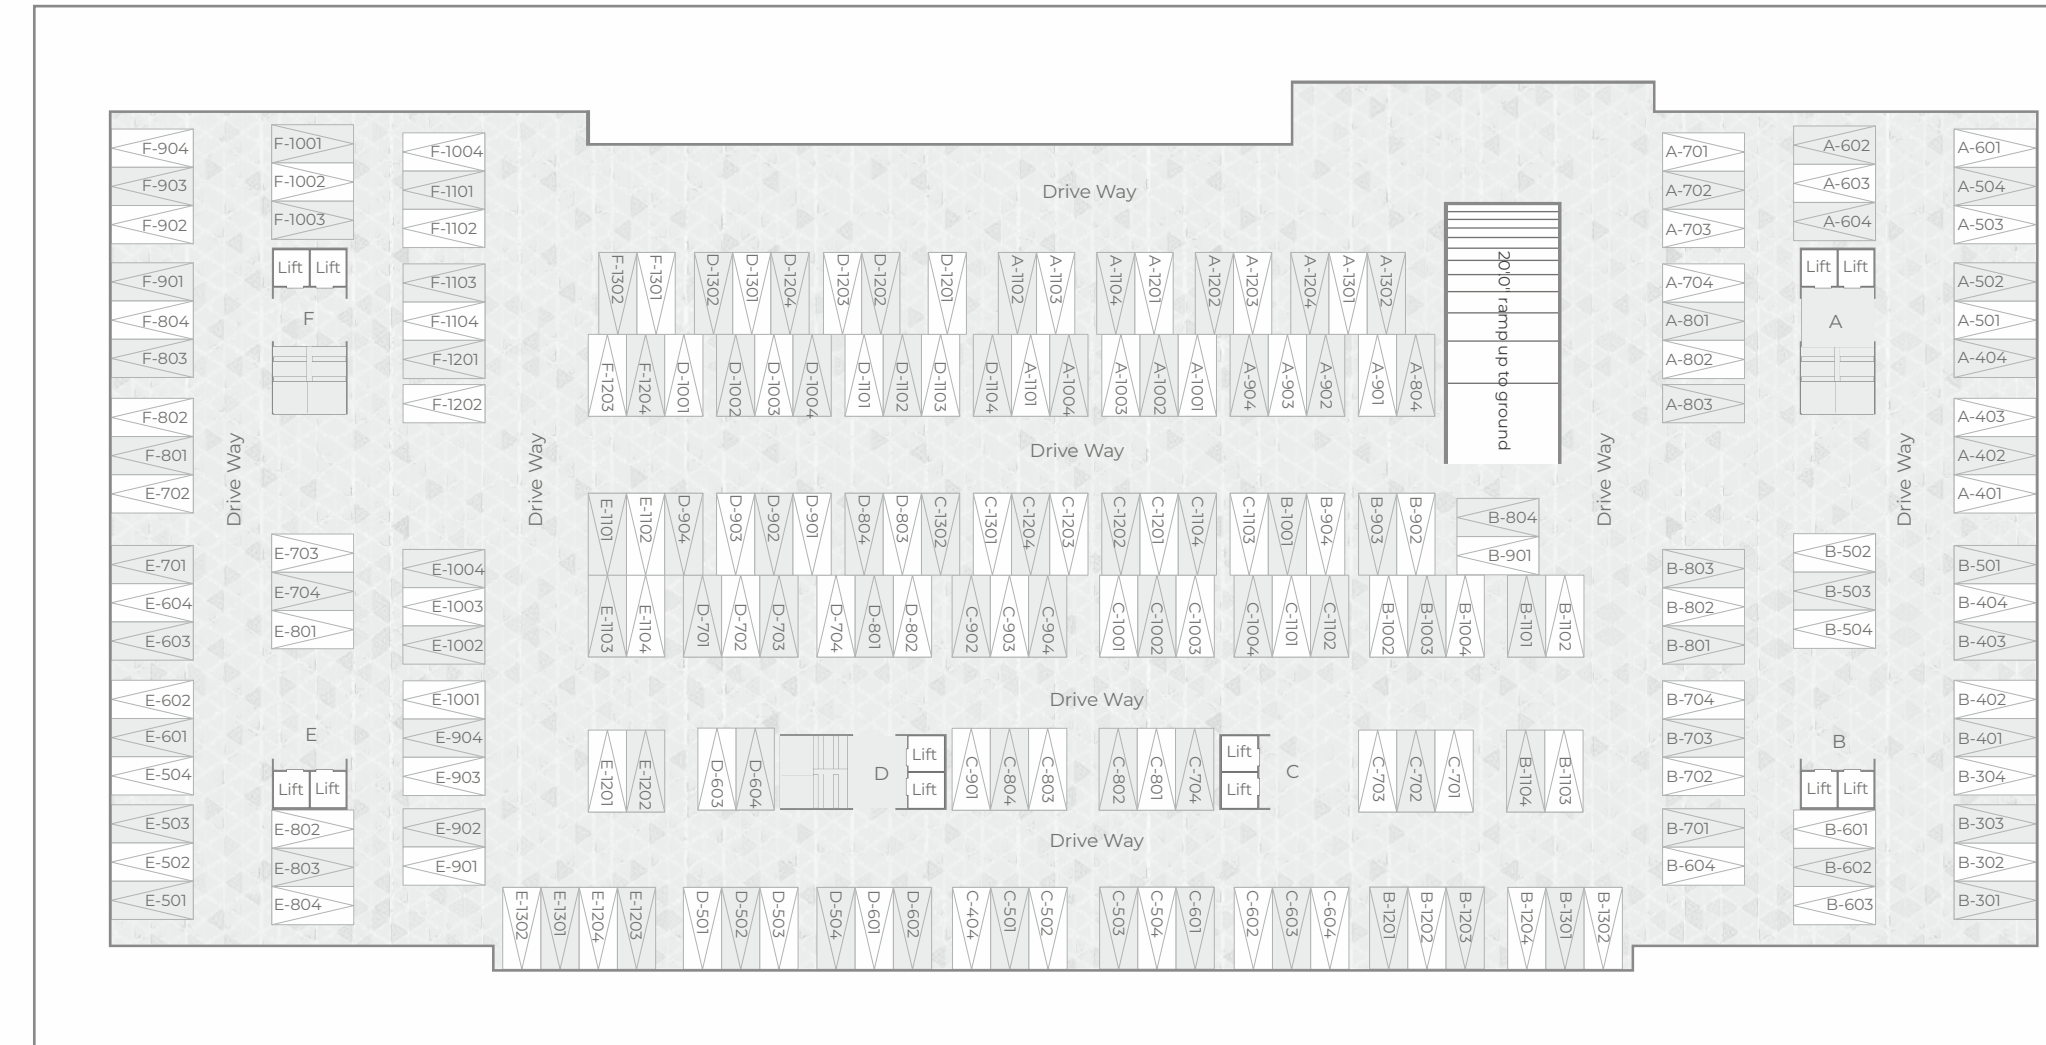 F-904
F-903
F-902
F-901
F-804
F-803
F-802
F-801
E-702
E-701
E-604
E-603
E-602
E-601
E-504
E-503
E-502
E-501
Drive Way
F-1001
F-1002
F-1003
Lift Lift
F
E-703
E-704
E-801
E
Lift Lift
E-802
E-803
E-804
F-1004
F-1101
F-1102
F-1103
F-1104
F-1201
F-1202
E-1004
E-1003
E-1002
E-1001
E-904
E-903
E-902
E-901
Drive Way
Drive Way
F-1302 F-1301 D-1302 D-1301 D-1204 D-1203 D-1202 D-1201 A-1102 A-1103 A-1104 A-1201 A-1202 A-1203 A-1204 A-1301 A-1302
F-1203 F-1204 D-1001 D-1002 D-1003 D-1004 D-1101 D-1102 D-1103 D-1104 A-1101 A-1004 A-1003 A-1002 A-1001 A-904 A-903 A-902 A-901 A-804
20'0" ramp up to ground
Drive Way
E-1101 E-1102 D-904 D-903 D-902 D-901 D-804 D-803 C-1302 C-1301 C-1204 C-1203 C-1202 C-1201 C-1104 C-1103 B-1001 B-904 B-903 B-902
B-804
B-901
E-1103 E-1104 D-701 D-702 D-703 D-704 D-801 D-802 C-902 C-903 C-904 C-1001 C-1002 C-1003 C-1004 C-1101 C-1102 B-1002 B-1003 B-1004 B-1101 B-1102
Drive Way
E-1201 E-1202 D-603 D-604 D
Lift
Lift
C-901 C-804 C-803 C-802 C-801 C-704
Lift
Lift
C
C-703 C-702 C-701 B-1104 B-1103
Drive Way
E-1302 E-1301 E-1204 E-1203 D-501 D-502 D-503 D-504 D-601 D-602 C-404 C-501 C-502 C-503 C-504 C-601 C-602 C-603 C-604 B-1201 B-1202 B-1203 B-1204 B-1301 B-1302
Drive Way
A-701
A-702
A-703
A-704
A-801
A-802
A-803
B-803
B-802
B-801
B-704
B-703
B-702
B-701
B-604
A-602
A-603
A-604
Lift Lift
A
B-502
B-503
B-504
B
Lift Lift
B-601
B-602
B-603
Drive Way
A-601
A-504
A-503
A-502
A-501
A-404
A-403
A-402
A-401
B-501
B-404
B-403
B-402
B-401
B-304
B-303
B-302
B-301